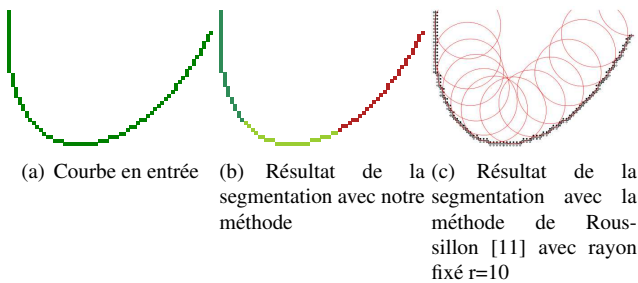 (a) Courbe en entrée
(b) Résultat de la
segmentation avec notre
méthode
(c) Résultat de la
segmentation avec la
méthode de Rous-
sillon [11] avec rayon
fixé r=10